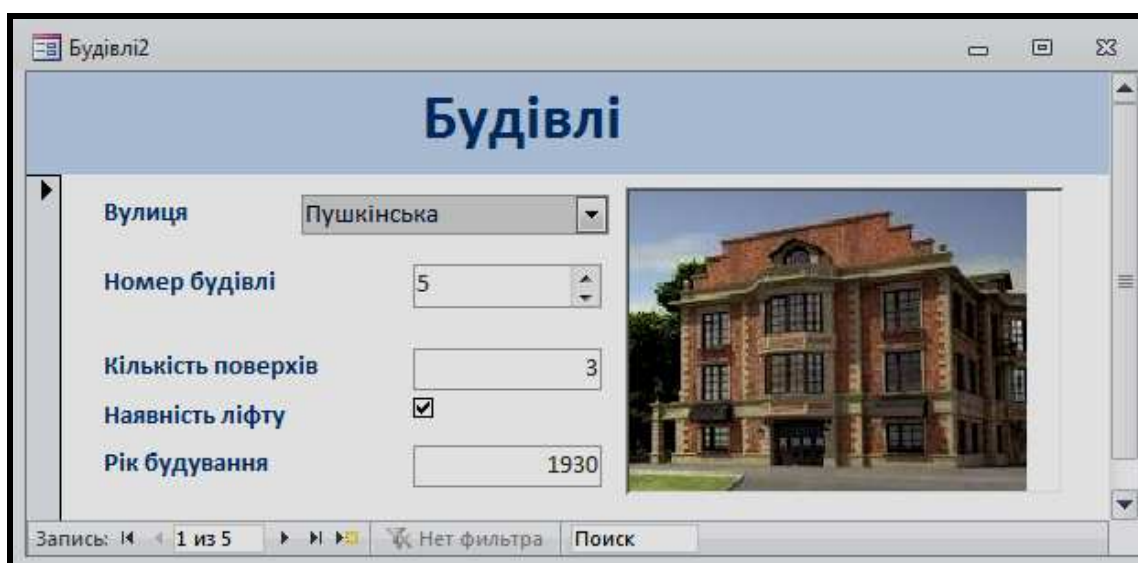 Будівлі2
Будівлі
Вулиця Пушкінська
Номер будівлі 5
Кількість поверхів 3
Наявність ліфту
Рік будування 1930
Запись: 1 из 5 Нет фильтра Поиск